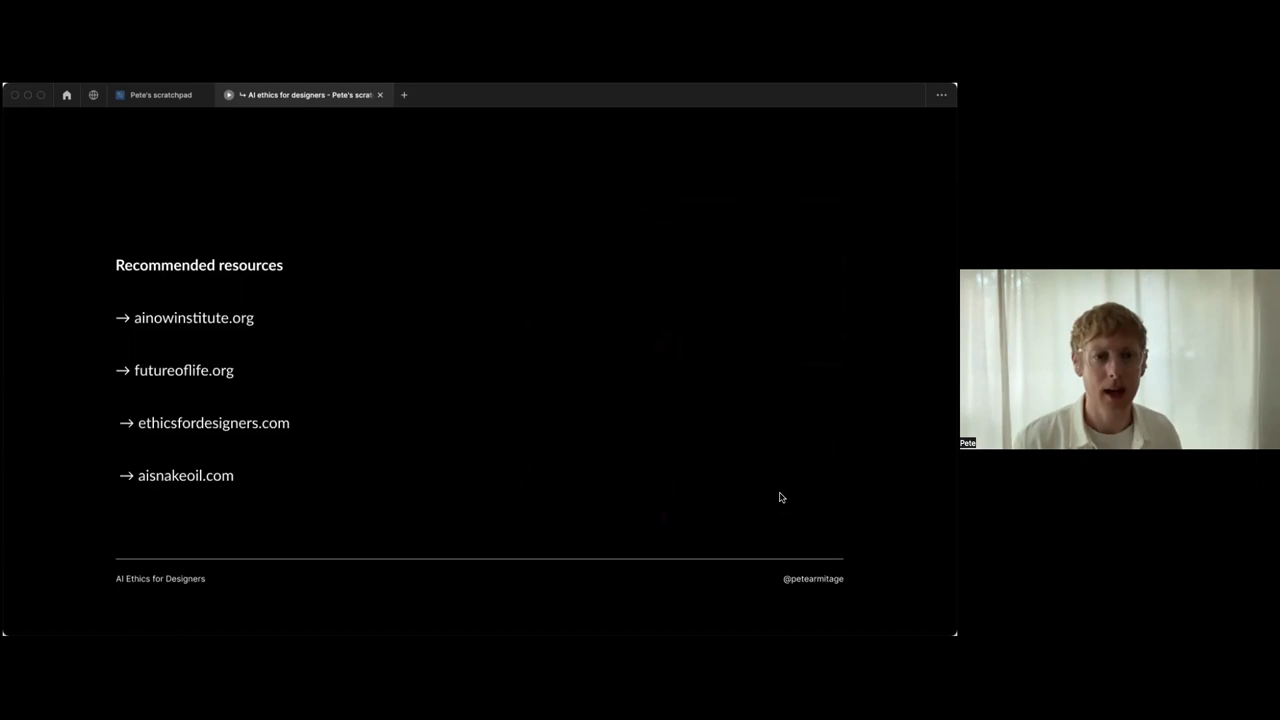 Pete's scratchpad
↳ AI ethics for designers - Pete's scrat
Recommended resources
→ ainowinstitute.org
→ futureoflife.org
→ ethicsfordesigners.com
→ aisnakeoil.com
Pete
AI Ethics for Designers
@petearmitage